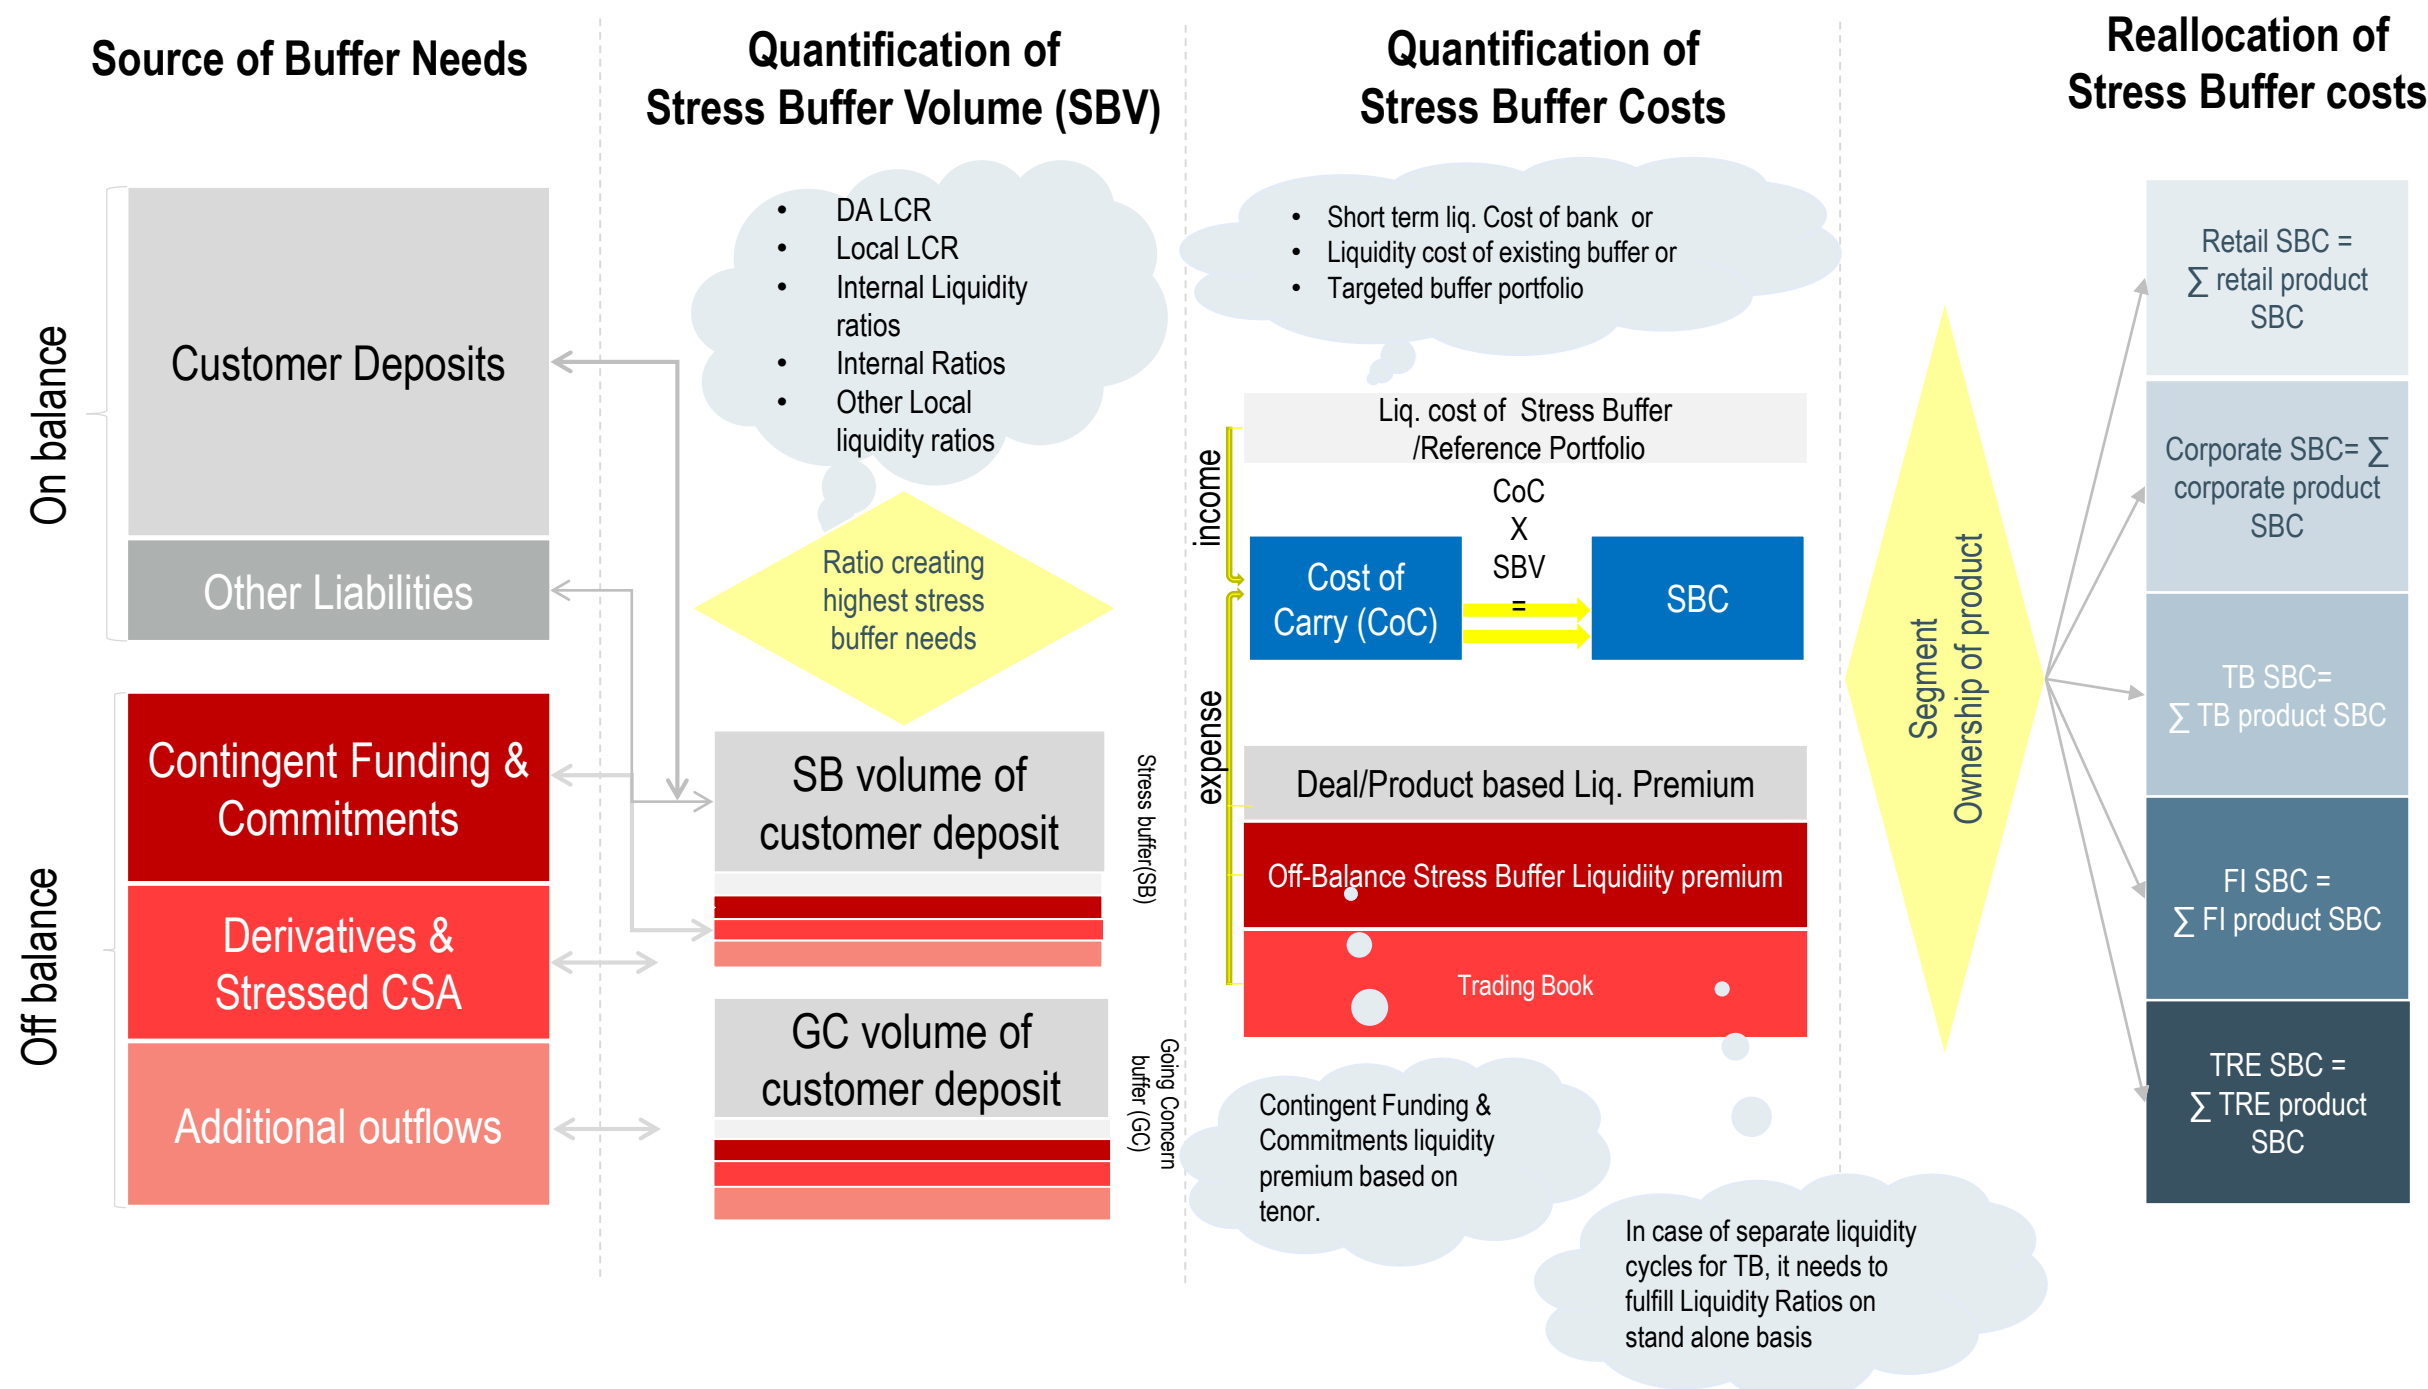 Source of Buffer Needs
On balance
Customer Deposits
Other Liabilities
Off balance
Contingent Funding &
Commitments
Derivatives &
Stressed CSA
Additional outflows
Quantification of
Stress Buffer Volume (SBV)
• DA LCR
• Local LCR
• Internal Liquidity
ratios
• Internal Ratios
• Other Local
liquidity ratios
Ratio creating
highest stress
buffer needs
SB volume of
customer deposit
Stress buffer(SB)
GC volume of
customer deposit
Going Concern
buffer (GC)
Quantification of
Stress Buffer Costs
• Short term liq. Cost of bank or
• Liquidity cost of existing buffer or
• Targeted buffer portfolio
Liq. cost of Stress Buffer
/Reference Portfolio
income
CoC
X
SBV
=
Cost of
Carry (CoC)
SBC
expense
Deal/Product based Liq. Premium
Off-Balance Stress Buffer Liquidiity premium
Trading Book
Contingent Funding &
Commitments liquidity
premium based on
tenor.
In case of separate liquidity
cycles for TB, it needs to
fulfill Liquidity Ratios on
stand alone basis
Segment
Ownership of product
Reallocation of
Stress Buffer costs
Retail SBC =
∑ retail product
SBC
Corporate SBC= ∑
corporate product
SBC
TB SBC=
∑ TB product SBC
FI SBC =
∑ FI product SBC
TRE SBC =
∑ TRE product
SBC